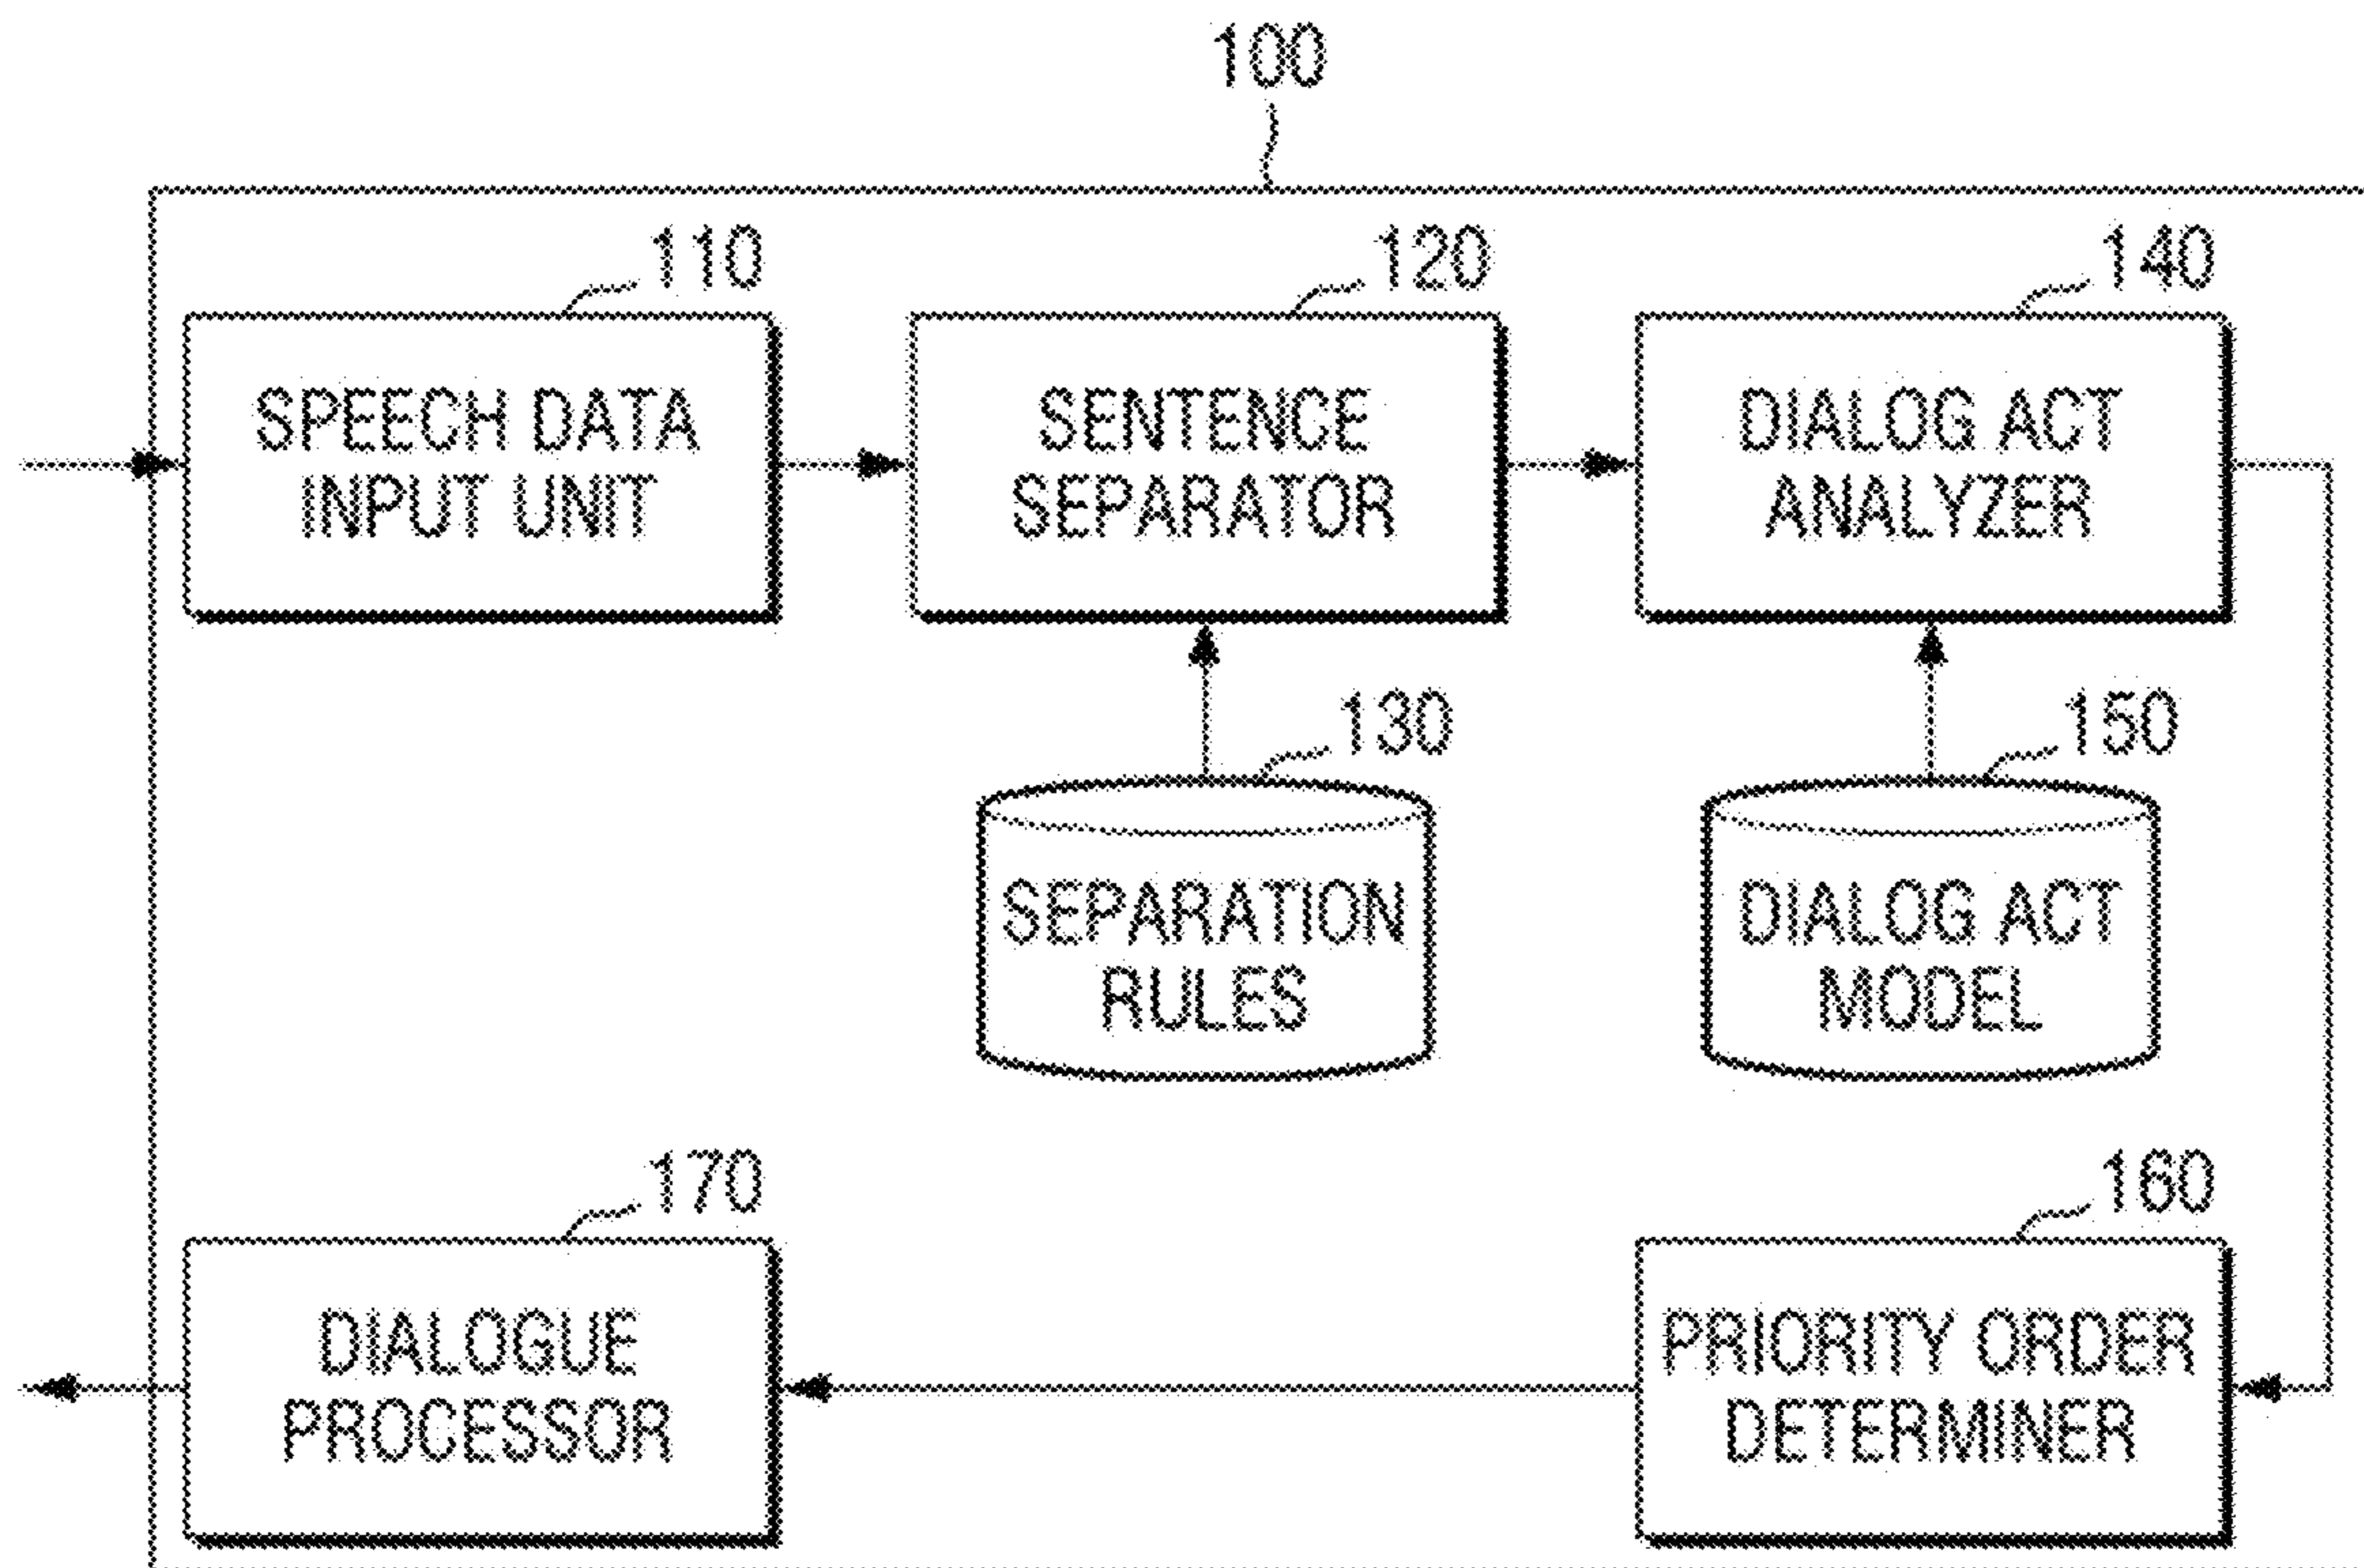 100
110
120
140
SPEECH DATA
INPUT UNIT
SENTENCE
SEPARATOR
DIALOG ACT
ANALYZER
130
150
SEPARATION
RULES
DIALOG ACT
MODEL
170
160
DIALOGUE
PROCESSOR
PRIORITY ORDER
DETERMINER